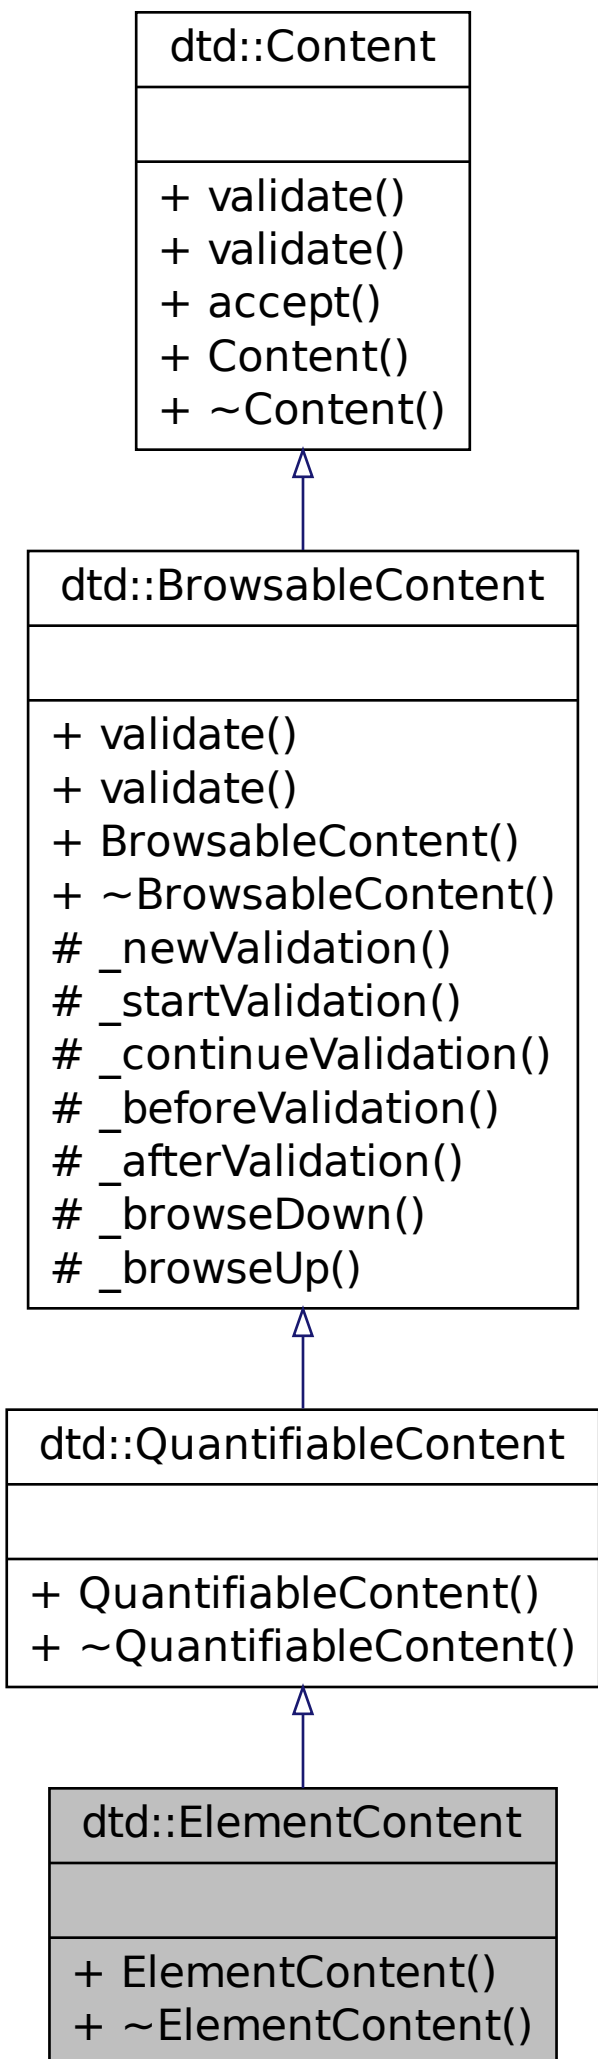 dtd::Content
+ validate()
+ validate()
+ accept()
+ Content()
+ ~Content()
dtd::BrowsableContent
+ validate()
+ validate()
+ BrowsableContent()
+ ~BrowsableContent()
# _newValidation()
# _startValidation()
# _continueValidation()
# _beforeValidation()
# _afterValidation()
# _browseDown()
# _browseUp()
dtd::QuantifiableContent
+ QuantifiableContent()
+ ~QuantifiableContent()
dtd::ElementContent
+ ElementContent()
+ ~ElementContent()